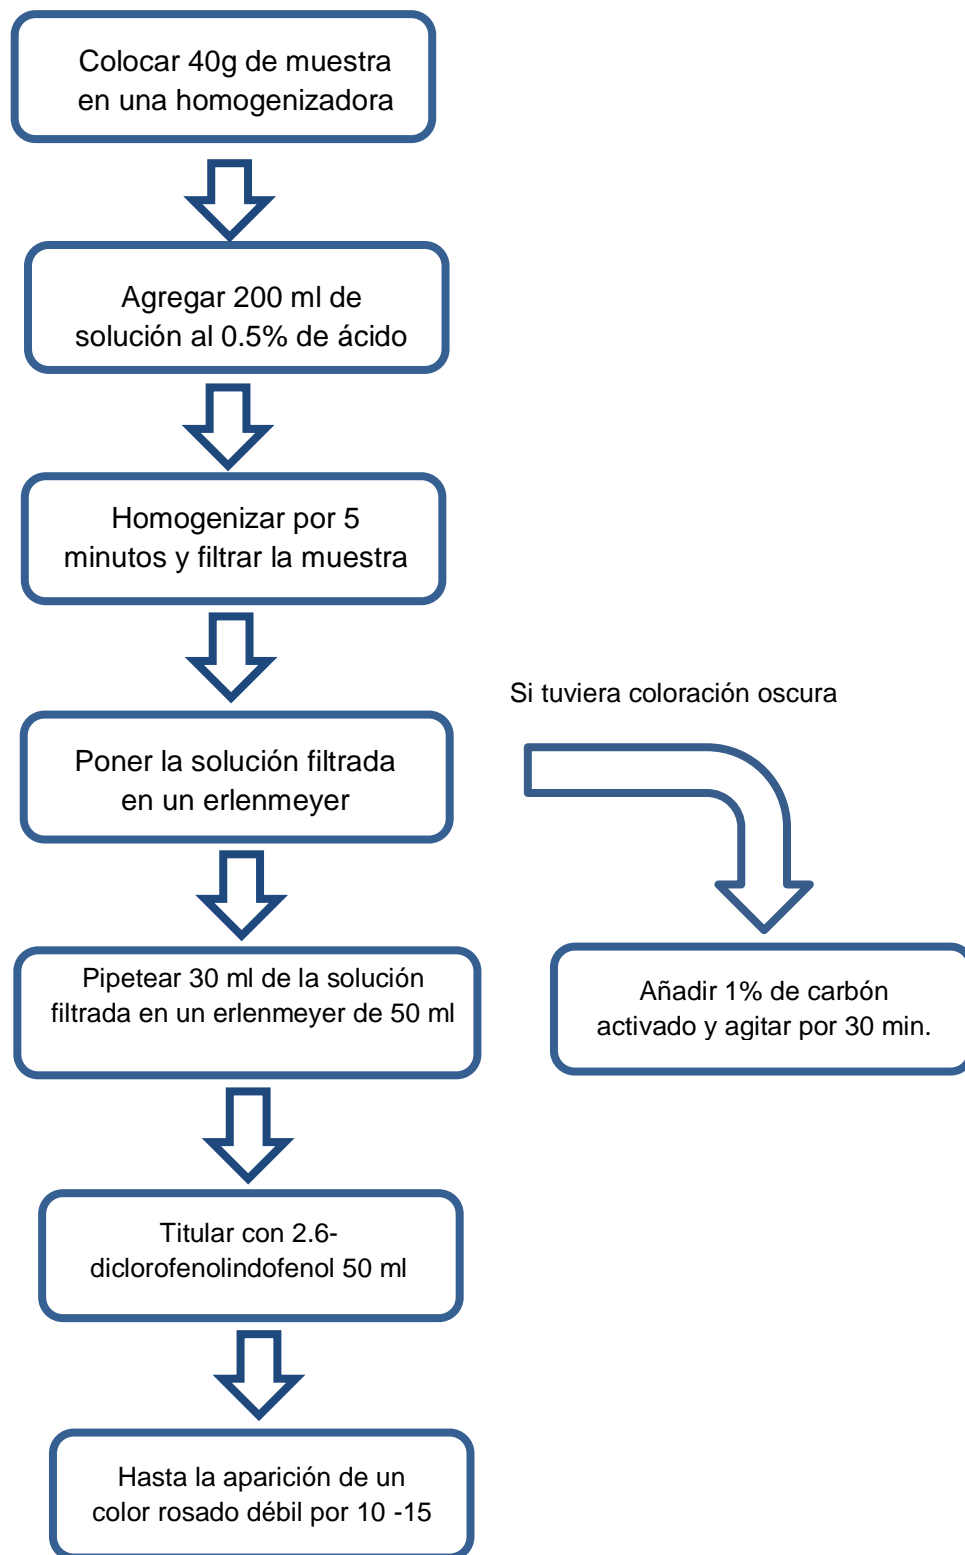 Colocar 40g de muestra
en una homogenizadora
Agregar 200 ml de
solución al 0.5% de ácido
Homogenizar por 5
minutos y filtrar la muestra
Si tuviera coloración oscura
Poner la solución filtrada
en un erlenmeyer
Pipetear 30 ml de la solución
filtrada en un erlenmeyer de 50 ml
Añadir 1% de carbón
activado y agitar por 30 min.
Titular con 2.6-
diclorofenolindofenol 50 ml
Hasta la aparición de un
color rosado débil por 10 -15